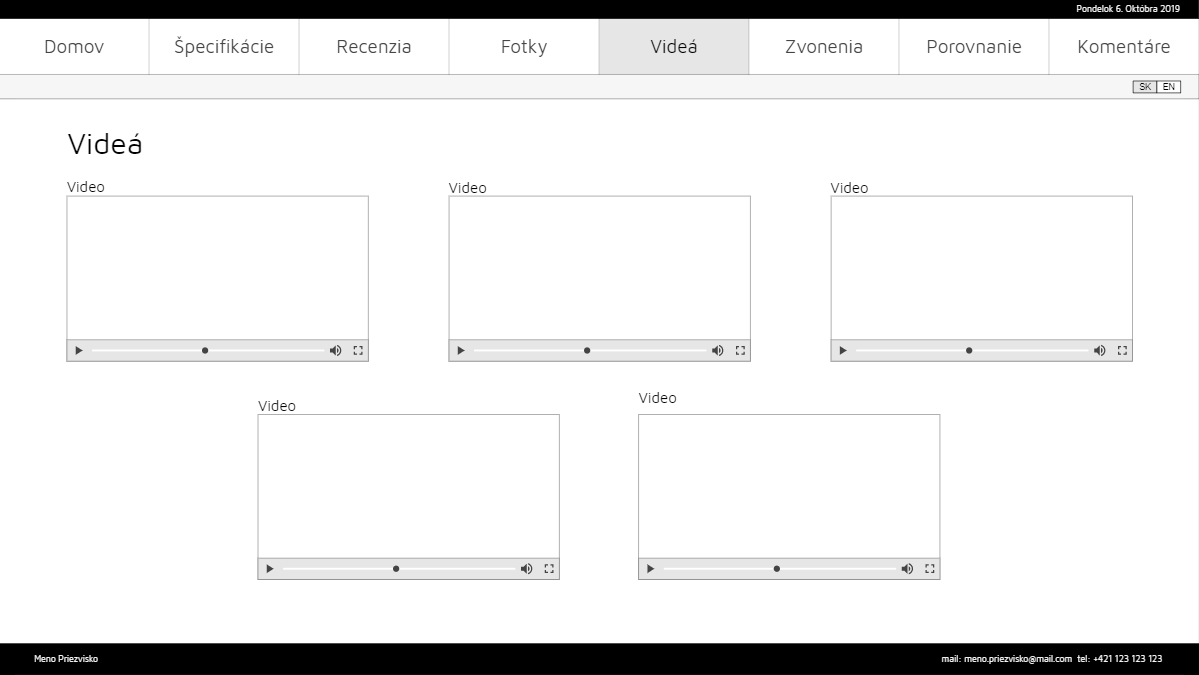 Pondelok 6. Októbra 2019
Domov Špecifikácie Recenzia Fotky Videá Zvonenia Porovnanie Komentáre
SK EN
Videá
Video Video Video
Video Video
Meno Priezvisko mail: meno.priezvisko@mail.com tel: +421 123 123 123